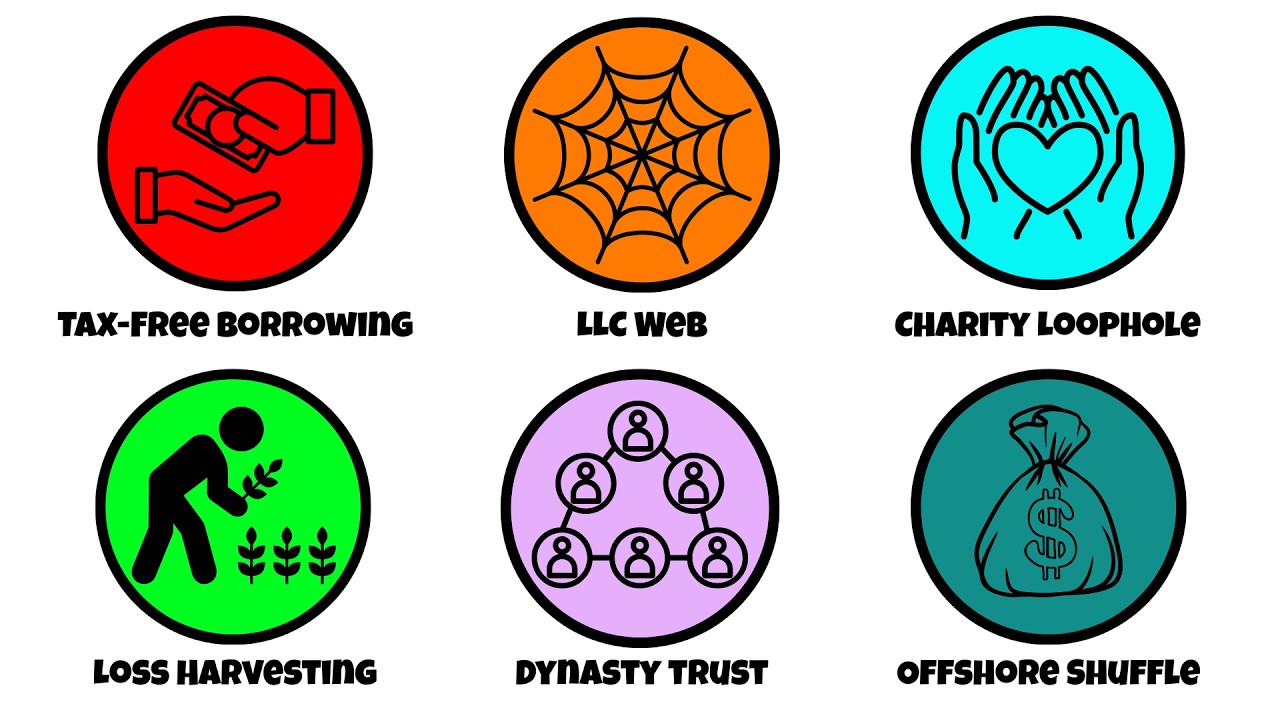 Tax-Free Borrowing
LLC Web
Charity Loophole
Loss Harvesting
Dynasty Trust
Offshore Shuffle
$